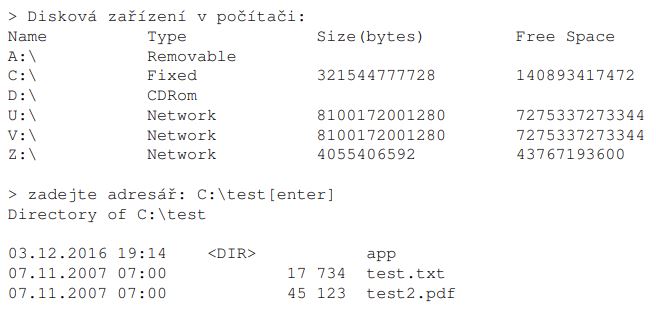 > Disková zařízení v počítači:
Name Type Size(bytes) Free Space
A:\ Removable
C:\ Fixed 321544777728 140893417472
D:\ CDRom
U:\ Network 8100172001280 7275337273344
V:\ Network 8100172001280 7275337273344
Z:\ Network 4055406592 43767193600
> zadejte adresář: C:\test[enter]
Directory of C:\test
03.12.2016 19:14 <DIR> app
07.11.2007 07:00 17 734 test.txt
07.11.2007 07:00 45 123 test2.pdf